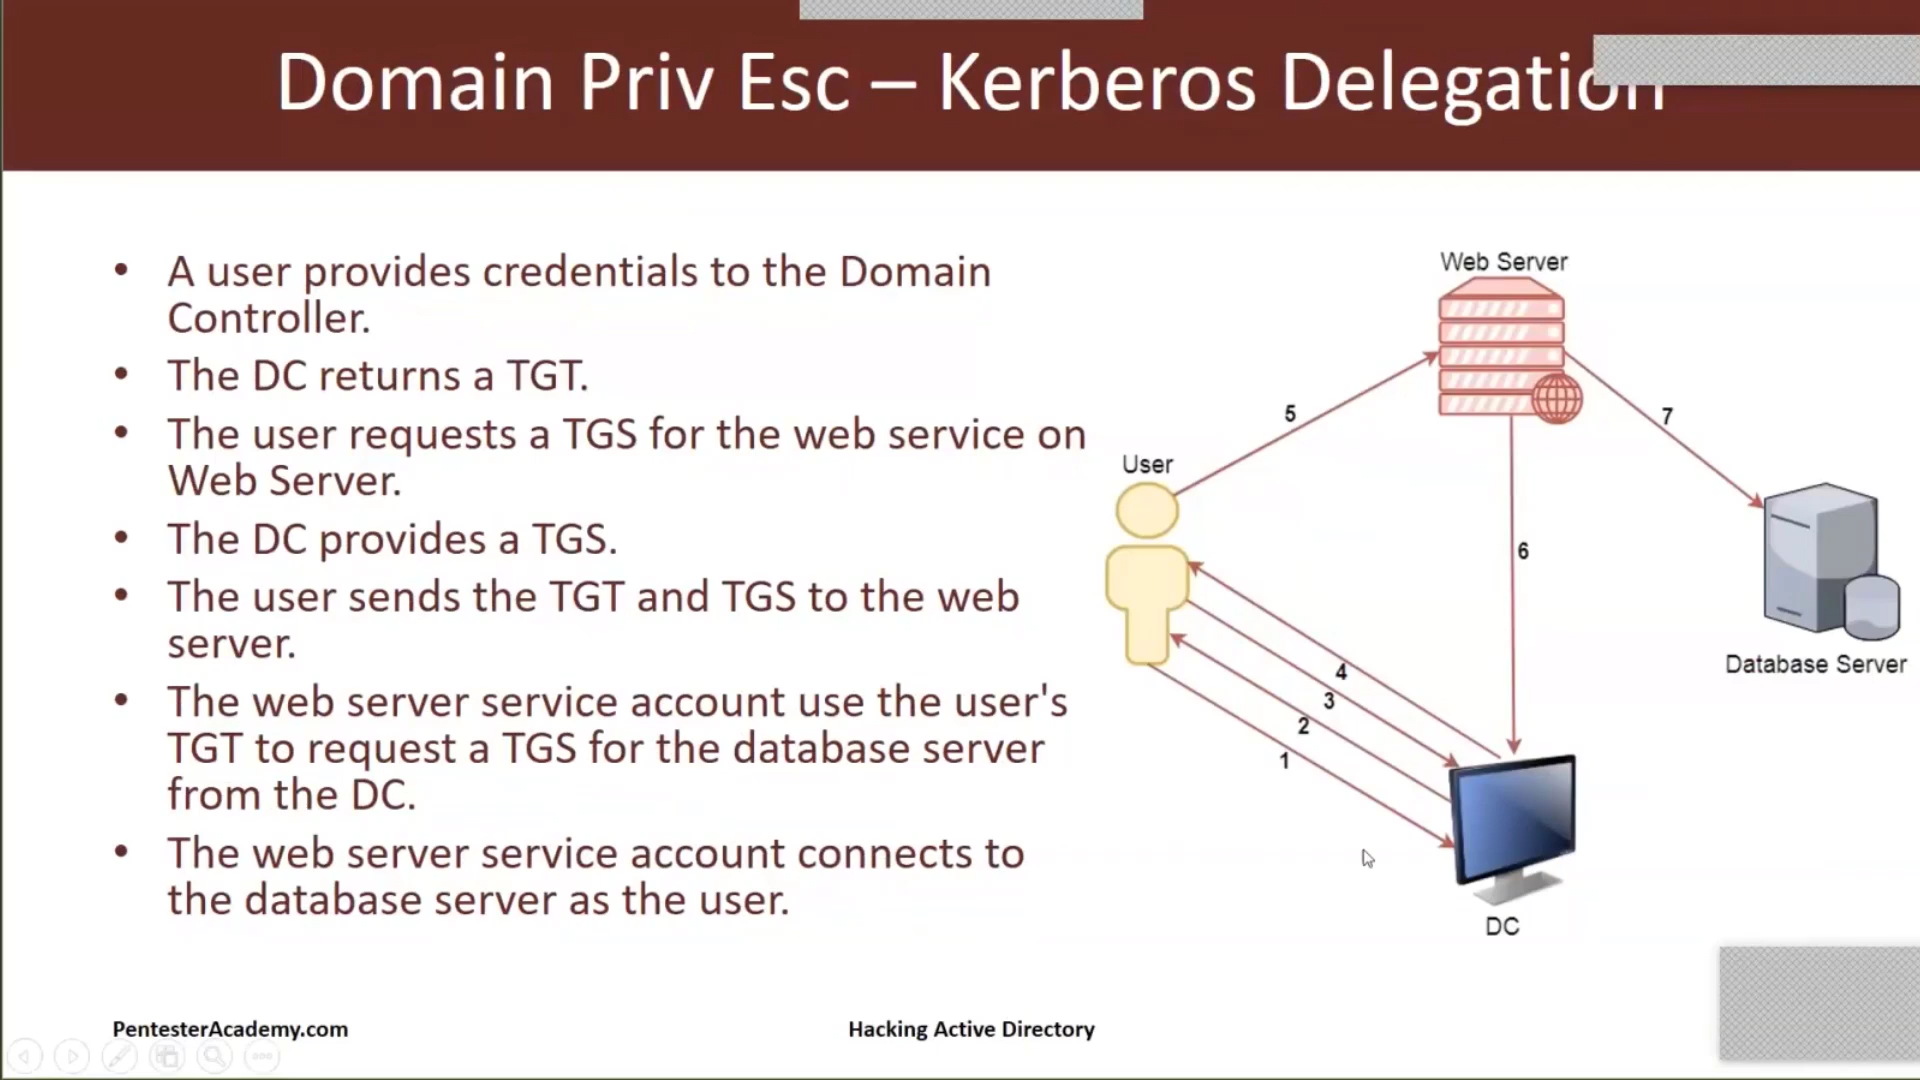 Domain Priv Esc – Kerberos Delegation
• A user provides credentials to the Domain
Controller.
• The DC returns a TGT.
• The user requests a TGS for the web service on
Web Server.
• The DC provides a TGS.
• The user sends the TGT and TGS to the web
server.
• The web server service account use the user's
TGT to request a TGS for the database server
from the DC.
• The web server service account connects to
the database server as the user.
Web Server
5
7
User
6
Database Server
4
3
2
1
DC
PentesterAcademy.com
Hacking Active Directory